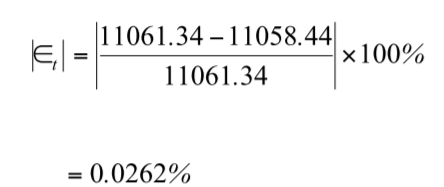 |∈t| = |11061.34 − 11058.44 / 11061.34| × 100%
= 0.0262%